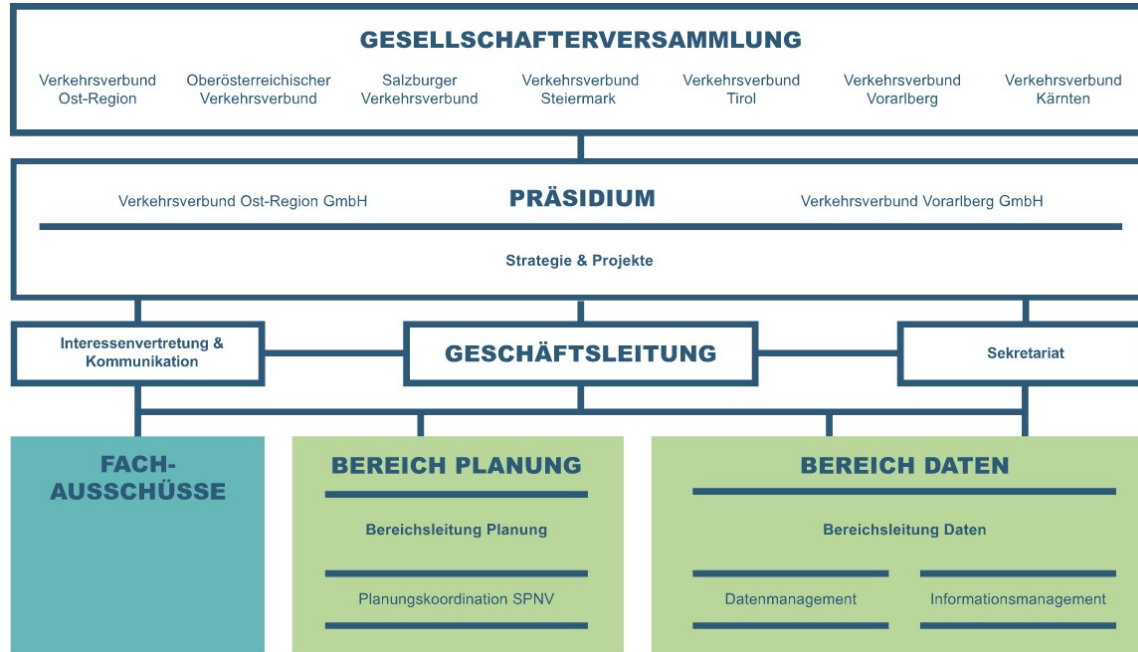 GESELLSCHAFTERVERSAMMLUNG
Verkehrsverbund
Ost-Region
Oberösterreichischer
Verkehrsverbund
Salzburger
Verkehrsverbund
Verkehrsverbund
Steiermark
Verkehrsverbund
Tirol
Verkehrsverbund
Vorarlberg
Verkehrsverbund
Kärnten
Verkehrsverbund Ost-Region GmbH
PRÄSIDIUM
Verkehrsverbund Vorarlberg GmbH
Strategie & Projekte
Interessenvertretung &
Kommunikation
GESCHÄFTSLEITUNG
Sekretariat
FACH-
AUSSCHÜSSE
BEREICH PLANUNG
Bereichsleitung Planung
Planungskoordination SPNV
BEREICH DATEN
Bereichsleitung Daten
Datenmanagement
Informationsmanagement